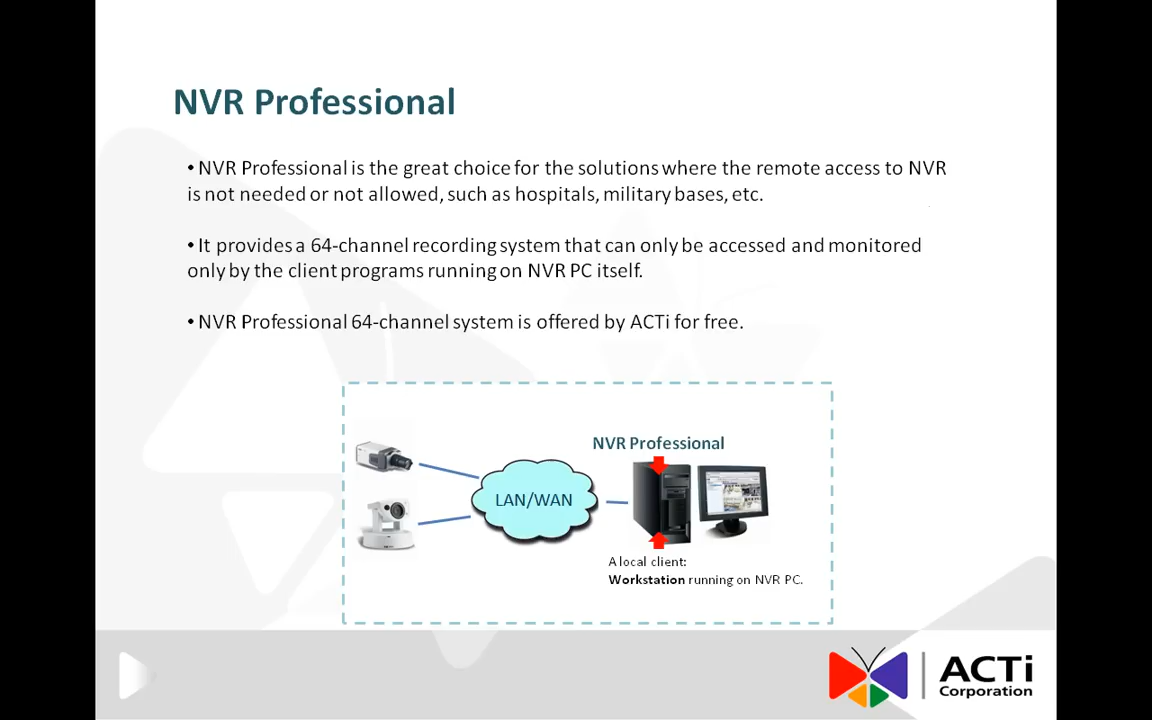 NVR Professional
• NVR Professional is the great choice for the solutions where the remote access to NVR
is not needed or not allowed, such as hospitals, military bases, etc.
• It provides a 64-channel recording system that can only be accessed and monitored
only by the client programs running on NVR PC itself.
• NVR Professional 64-channel system is offered by ACTi for free.
NVR Professional
LAN/WAN
A local client:
Workstation running on NVR PC.
ACTi
Corporation